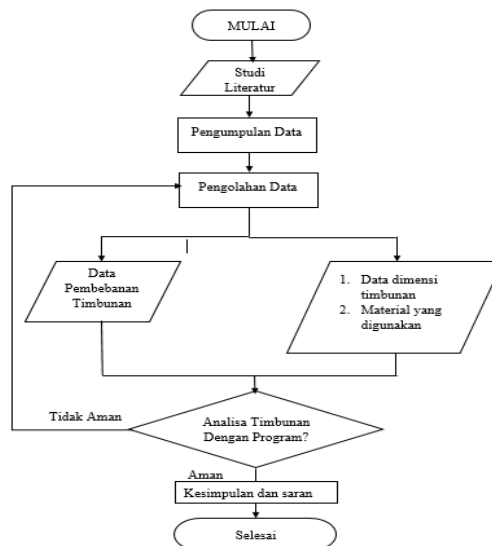 MULAI
Studi
Literatur
Pengumpulan Data
Pengolahan Data
Data
Pembebanan
Timbunan
1. Data dimensi
timbunan
2. Material yang
digunakan
Tidak Aman
Analisa Timbunan
Dengan Program?
Aman
Kesimpulan dan saran
Selesai